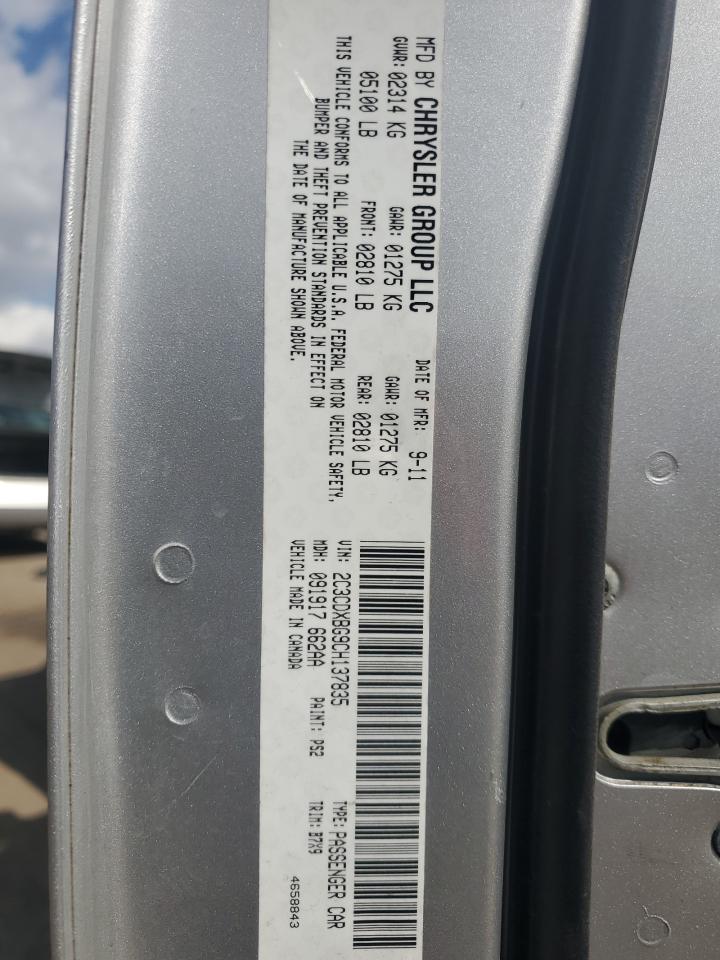 MFD BY CHRYSLER GROUP LLC
DATE OF MFR: 9-11
GVWR: 02314 KG GAWR: 01275 KG GAWR: 01275 KG
05100 LB FRONT: 02810 LB REAR: 02810 LB
THIS VEHICLE CONFORMS TO ALL APPLICABLE U.S.A. FEDERAL MOTOR VEHICLE SAFETY,
BUMPER AND THEFT PREVENTION STANDARDS IN EFFECT ON
THE DATE OF MANUFACTURE SHOWN ABOVE.
VIN: 2C3CDXBG9CH137835 TYPE: PASSENGER CAR
MDH: 091917 662AA PAINT: PS2 TRIM: B7X9
VEHICLE MADE IN CANADA
4658843